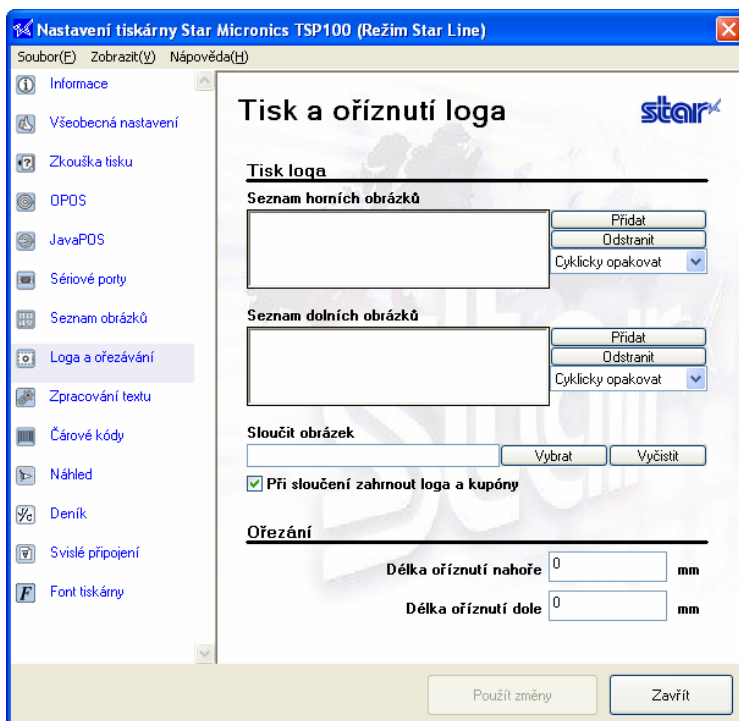 Nastavení tiskárny Star Micronics TSP100 (Režim Star Line)
Soubor(F) Zobrazit(V) Nápověda(H)
Informace
Všeobecná nastavení
Zkouška tisku
OPOS
JavaPOS
Sériové porty
Seznam obrázků
Loga a ořezávání
Zpracování textu
Čárové kódy
Náhled
Deník
Svislé připojení
Font tiskárny
Tisk a oříznutí loga
star
Tisk loga
Seznam horních obrázků
Přidat
Odstranit
Cyklicky opakovat
Seznam dolních obrázků
Přidat
Odstranit
Cyklicky opakovat
Sloučit obrázek
Vybrat
Vyčistit
Při sloučení zahrnout loga a kupóny
Ořezání
Délka oříznutí nahoře 0 mm
Délka oříznutí dole 0 mm
Použít změny
Zavřít